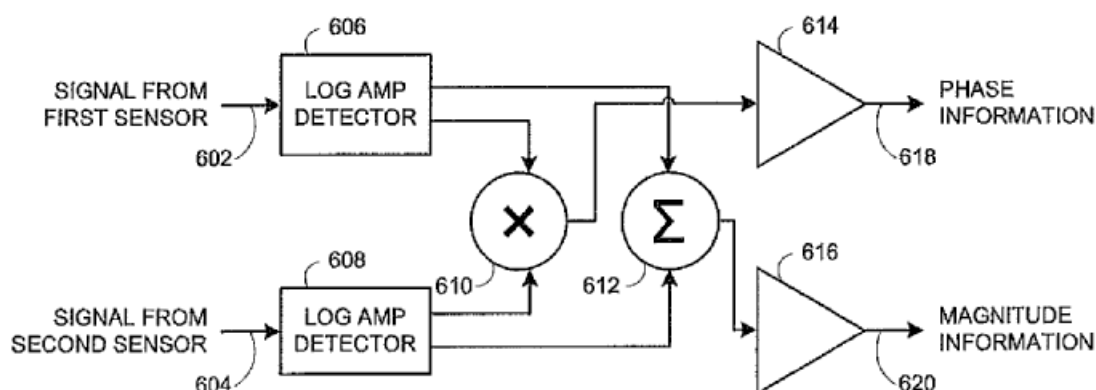 606
614
SIGNAL FROM
FIRST SENSOR
602
LOG AMP
DETECTOR
PHASE
INFORMATION
618
×
Σ
610
612
608
616
SIGNAL FROM
SECOND SENSOR
604
LOG AMP
DETECTOR
MAGNITUDE
INFORMATION
620